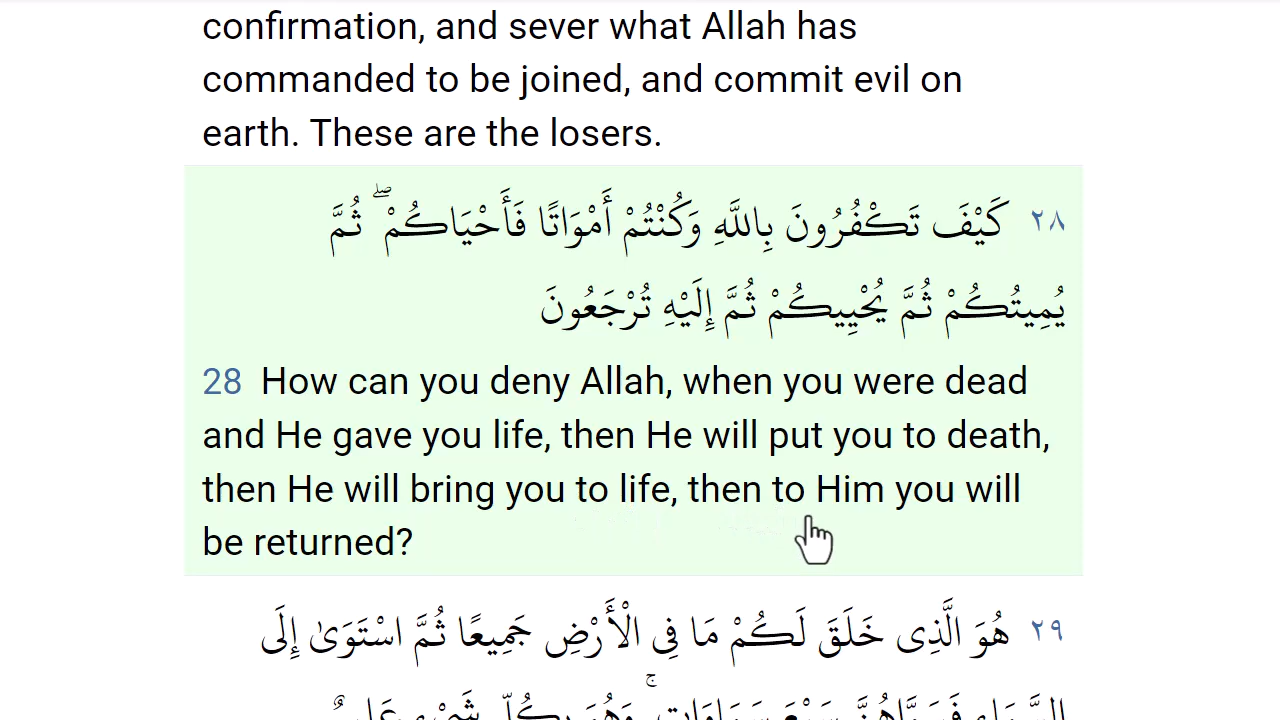 confirmation, and sever what Allah has
commanded to be joined, and commit evil on
earth. These are the losers.
٢٨ كَيْفَ تَكْفُرُونَ بِاللَّهِ وَكُنْتُمْ أَمْوَاتًا فَأَحْيَاكُمْ ۖ ثُمَّ
يُمِيتُكُمْ ثُمَّ يُحْيِيكُمْ ثُمَّ إِلَيْهِ تُرْجَعُونَ
28 How can you deny Allah, when you were dead
and He gave you life, then He will put you to death,
then He will bring you to life, then to Him you will
be returned?
٢٩ هُوَ الَّذِى خَلَقَ لَكُمْ مَا فِى الْأَرْضِ جَمِيعًا ثُمَّ اسْتَوَىٰ إِلَى